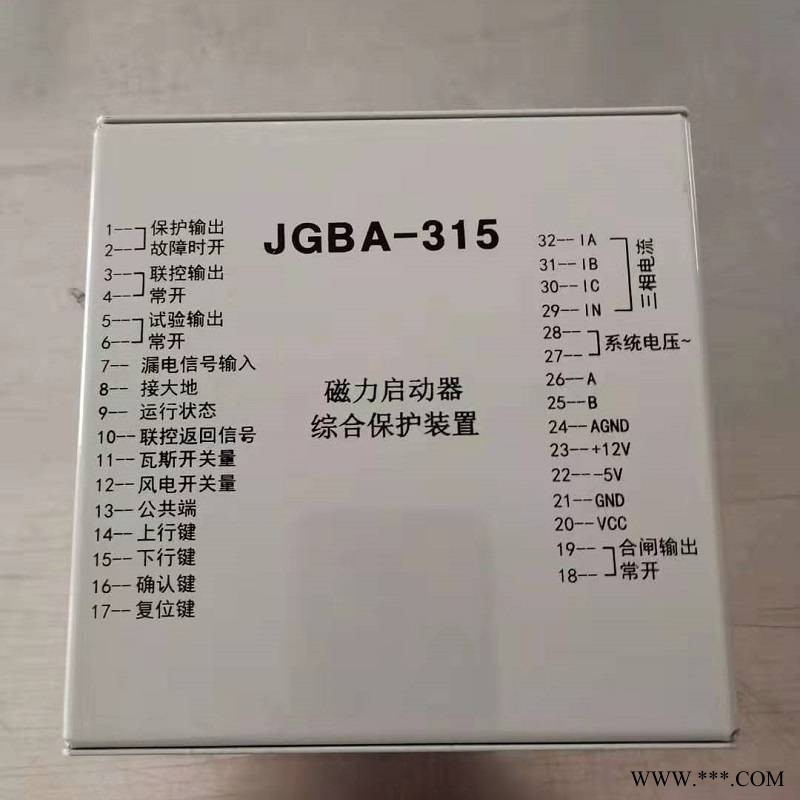 JGBA-315
磁力启动器
综合保护装置
1--保护输出
2--故障时开
3--联控输出
4--常开
5--试验输出
6--常开
7--漏电信号输入
8--接大地
9--运行状态
10--联控返回信号
11--瓦斯开关量
12--风电开关量
13--公共端
14--上行键
15--下行键
16--确认键
17--复位键
32--IA
31--IB
30--IC
29--IN
三相电流
28--
27--
系统电压~
26--A
25--B
24--AGND
23--+12V
22---5V
21--GND
20--VCC
19--合闸输出
18--常开
WWW.***.COM